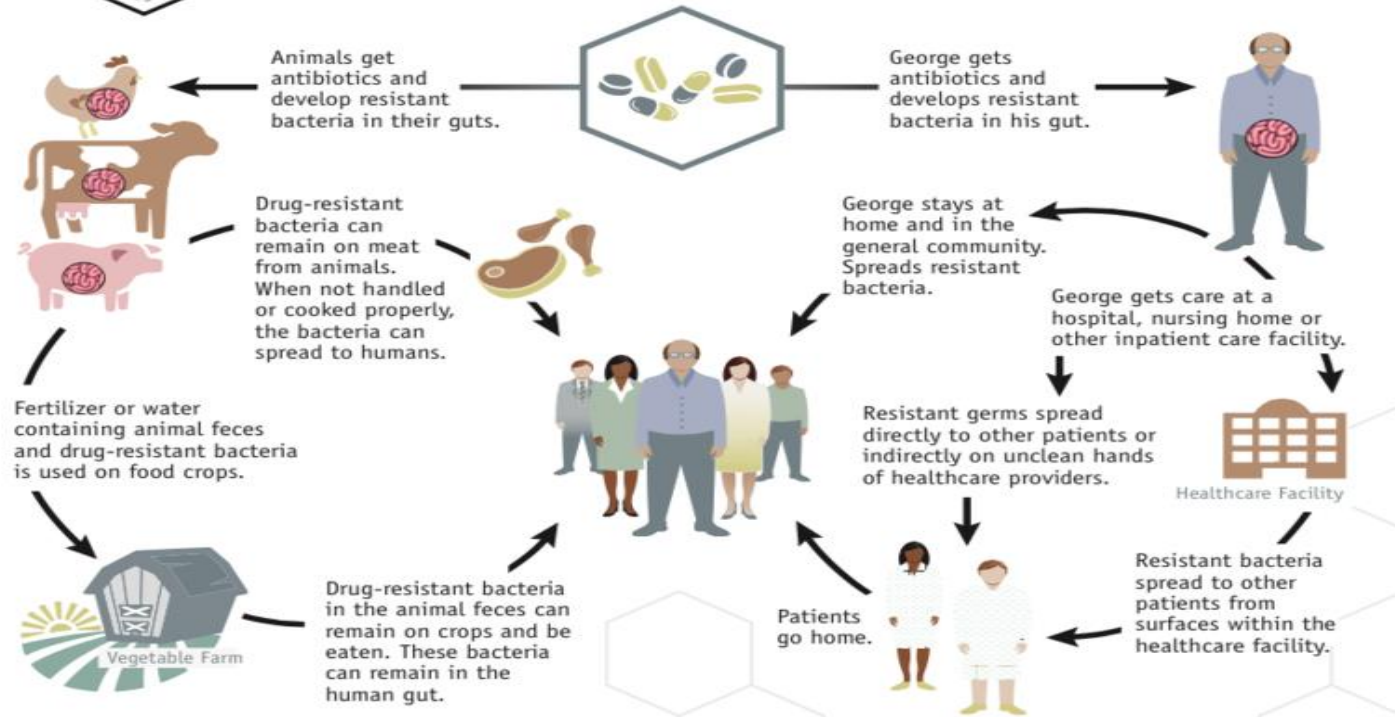 Animals get
antibiotics and
develop resistant
bacteria in their guts.
George gets
antibiotics and
develops resistant
bacteria in his gut.
Drug-resistant
bacteria can
remain on meat
from animals.
When not handled
or cooked properly,
the bacteria can
spread to humans.
George stays at
home and in the
general community.
Spreads resistant
bacteria.
George gets care at a
hospital, nursing home or
other inpatient care facility.
Fertilizer or water
containing animal feces
and drug-resistant bacteria
is used on food crops.
Resistant germs spread
directly to other patients or
indirectly on unclean hands
of healthcare providers.
Healthcare Facility
Vegetable Farm
Drug-resistant bacteria
in the animal feces can
remain on crops and be
eaten. These bacteria
can remain in the
human gut.
Patients
go home.
Resistant bacteria
spread to other
patients from
surfaces within the
healthcare facility.